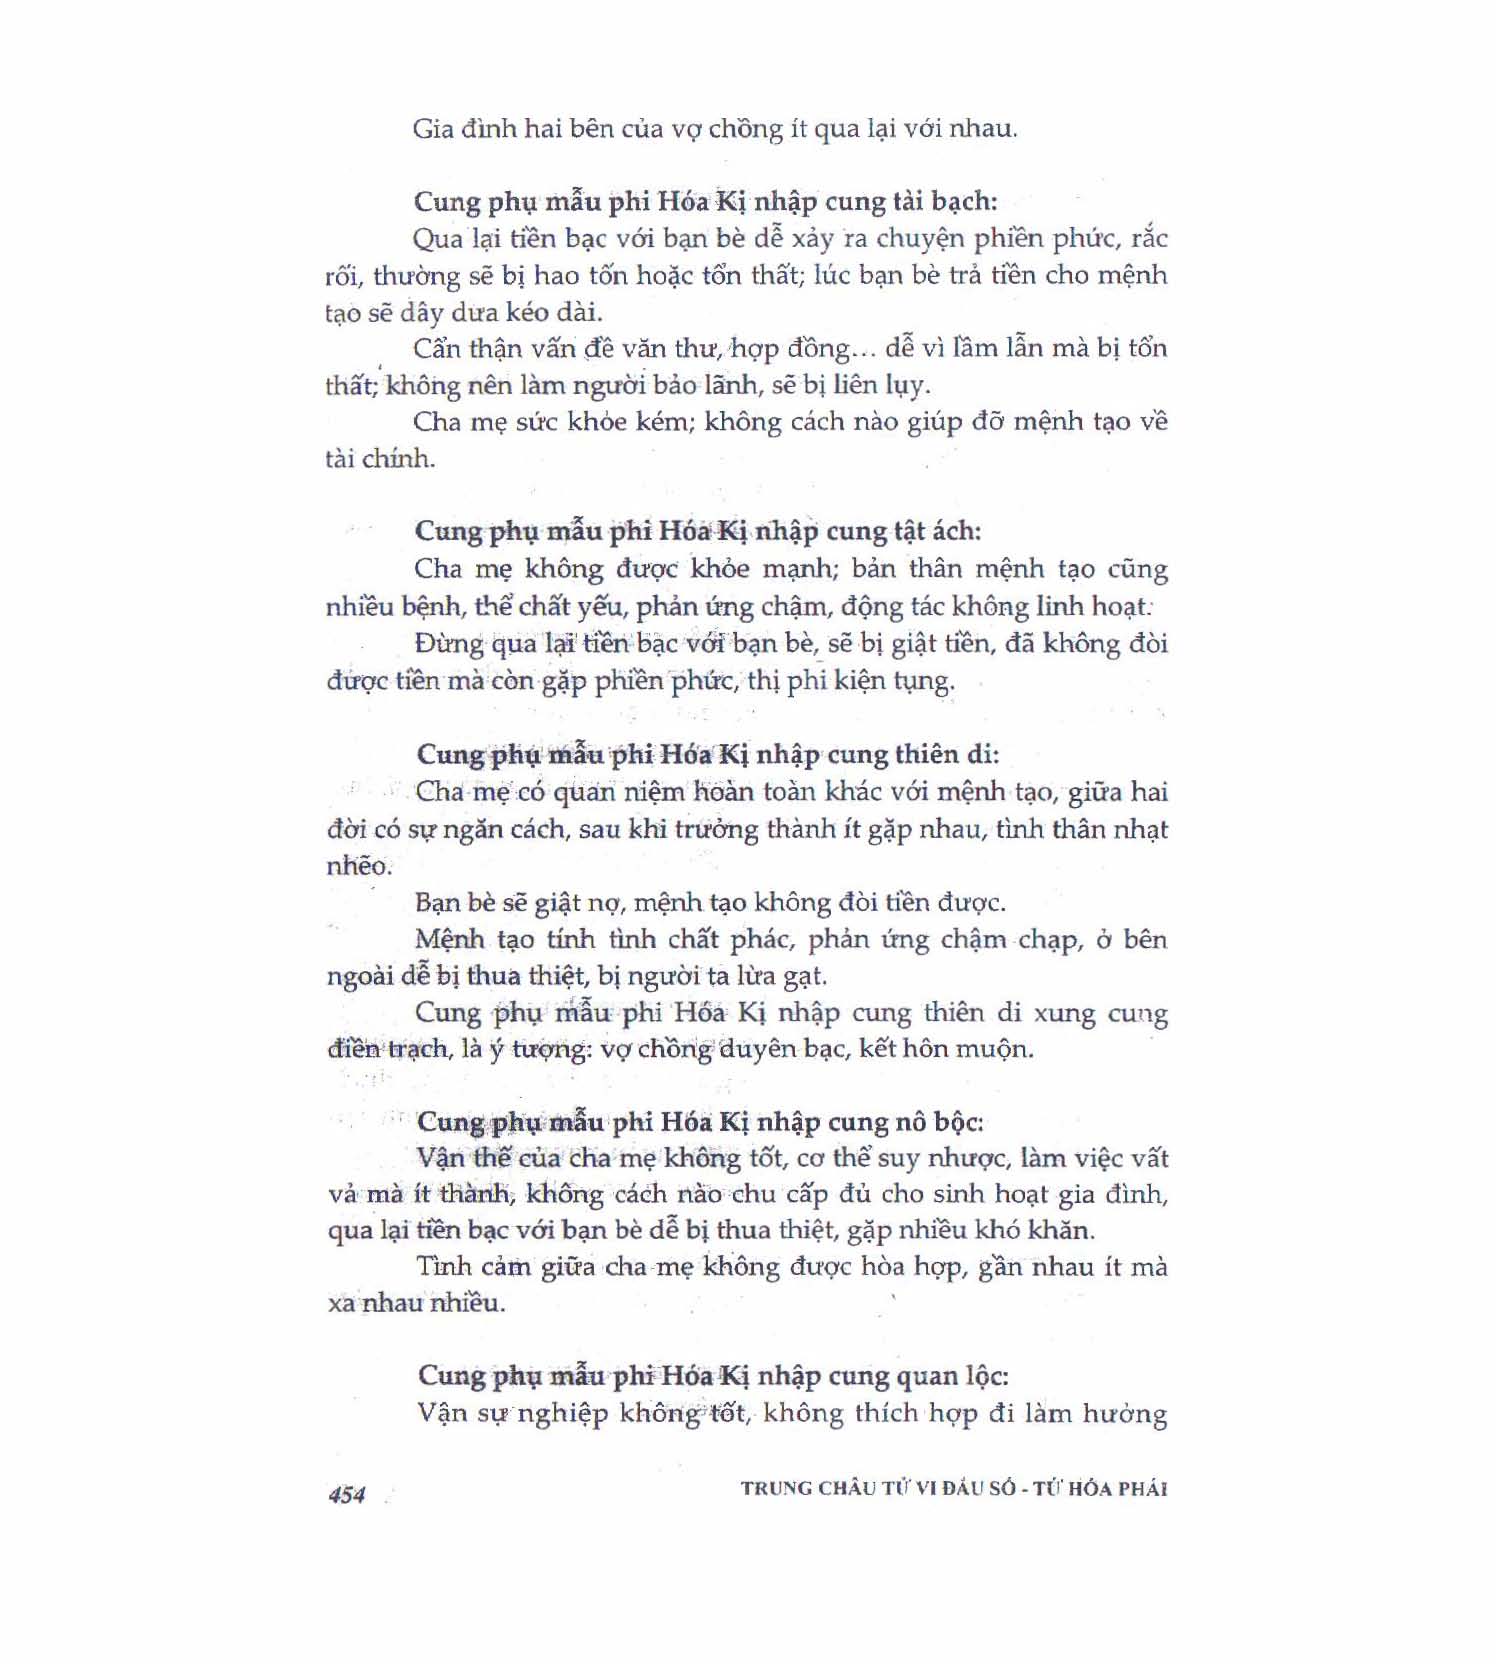 Gia đình hai bên của vợ chồng ít qua lại với nhau.
Cung phụ mẫu phi Hóa Kị nhập cung tài bạch:
Qua lại tiền bạc với bạn bè dễ xảy ra chuyện phiền phức, rắc
rối, thường sẽ bị hao tốn hoặc tổn thất; lúc bạn bè trả tiền cho mệnh
tạo sẽ dây dưa kéo dài.
Cẩn thận vấn đề văn thư, hợp đồng... dễ vì lầm lẫn mà bị tổn
thất; không nên làm người bảo lãnh, sẽ bị liên lụy.
Cha mẹ sức khỏe kém; không cách nào giúp đỡ mệnh tạo về
tài chính.
Cung phụ mẫu phi Hóa Kị nhập cung tật ách:
Cha mẹ không được khỏe mạnh; bản thân mệnh tạo cũng
nhiều bệnh, thể chất yếu, phản ứng chậm, động tác không linh hoạt.
Đừng qua lại tiền bạc với bạn bè, sẽ bị giật tiền, đã không đòi
được tiền mà còn gặp phiền phức, thị phi kiện tụng.
Cung phụ mẫu phi Hóa Kị nhập cung thiên di:
Cha mẹ có quan niệm hoàn toàn khác với mệnh tạo, giữa hai
đời có sự ngăn cách, sau khi trưởng thành ít gặp nhau, tình thân nhạt
nhẽo.
Bạn bè sẽ giật nợ, mệnh tạo không đòi tiền được.
Mệnh tạo tính tình chất phác, phản ứng chậm chạp, ở bên
ngoài dễ bị thua thiệt, bị người ta lừa gạt.
Cung phụ mẫu phi Hóa Kị nhập cung thiên di xung cung
điền trạch, là ý tượng: vợ chồng duyên bạc, kết hôn muộn.
Cung phụ mẫu phi Hóa Kị nhập cung nô bộc:
Vận thế của cha mẹ không tốt, cơ thể suy nhược, làm việc vất
vả mà ít thành, không cách nào chu cấp đủ cho sinh hoạt gia đình,
qua lại tiền bạc với bạn bè dễ bị thua thiệt, gặp nhiều khó khăn.
Tình cảm giữa cha mẹ không được hòa hợp, gần nhau ít mà
xa nhau nhiều.
Cung phụ mẫu phi Hóa Kị nhập cung quan lộc:
Vận sự nghiệp không tốt, không thích hợp đi làm hưởng
454
TRUNG CHÂU TỬ VI ĐẨU SỐ - TỨ HÓA PHÁI